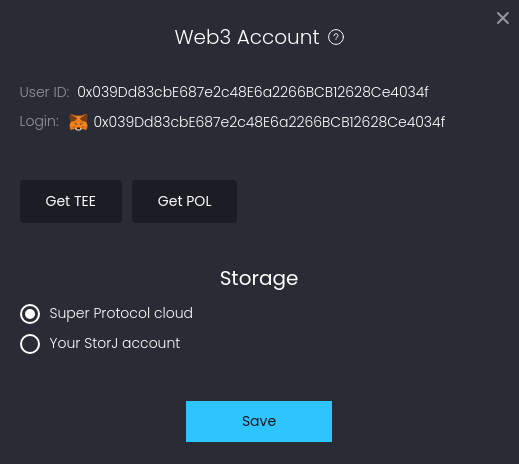 Web3 Account ?
User ID: 0x039Dd83cbE687e2c48E6a2266BCB12628Ce4034f
Login: 0x039Dd83cbE687e2c48E6a2266BCB12628Ce4034f
Get TEE Get POL
Storage
Super Protocol cloud
Your StorJ account
Save